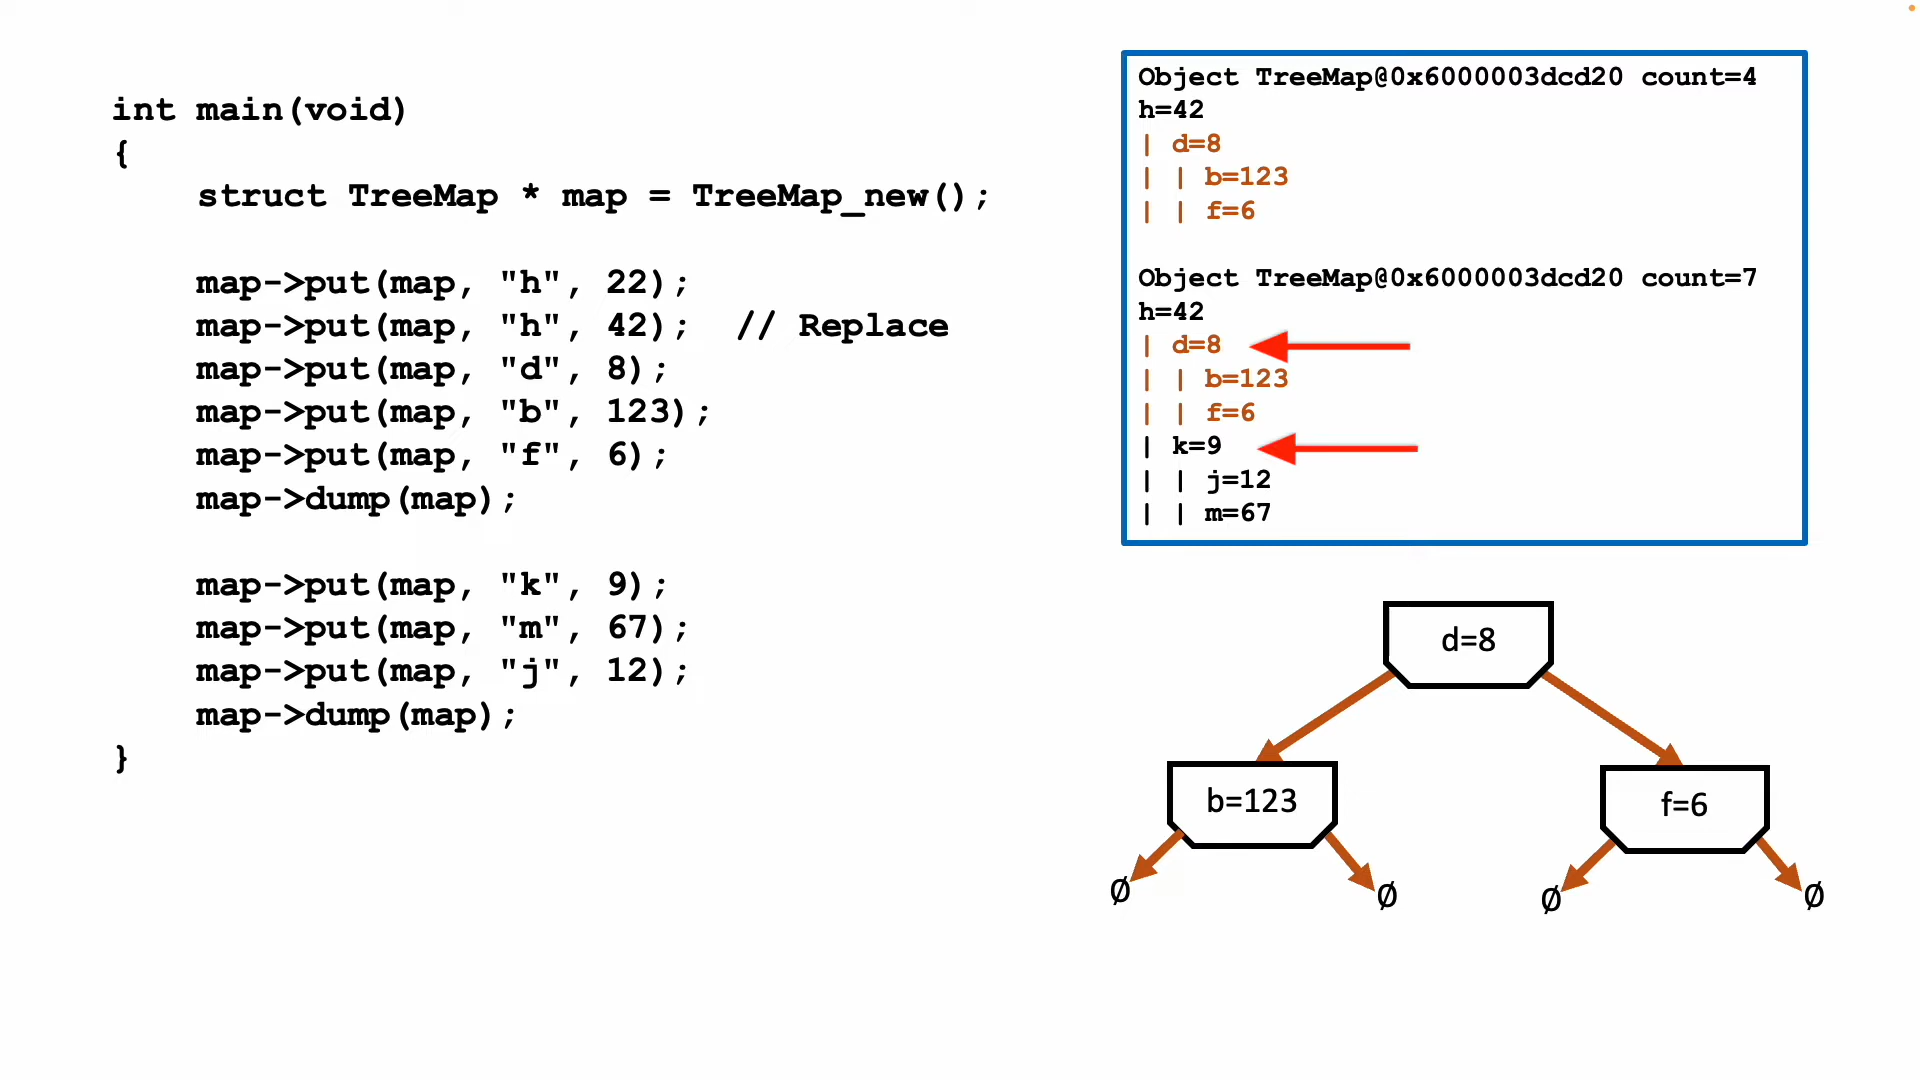 int main(void)
{
    struct TreeMap * map = TreeMap_new();
    map->put(map, "h", 22);
    map->put(map, "h", 42);  // Replace
    map->put(map, "d", 8);
    map->put(map, "b", 123);
    map->put(map, "f", 6);
    map->dump(map);
    map->put(map, "k", 9);
    map->put(map, "m", 67);
    map->put(map, "j", 12);
    map->dump(map);
}
Object TreeMap@0x6000003dcd20 count=4
h=42
| d=8
| | b=123
| | f=6
Object TreeMap@0x6000003dcd20 count=7
h=42
| d=8
| | b=123
| | f=6
| k=9
| | j=12
| | m=67
d=8
b=123
f=6
Ø
Ø
Ø
Ø